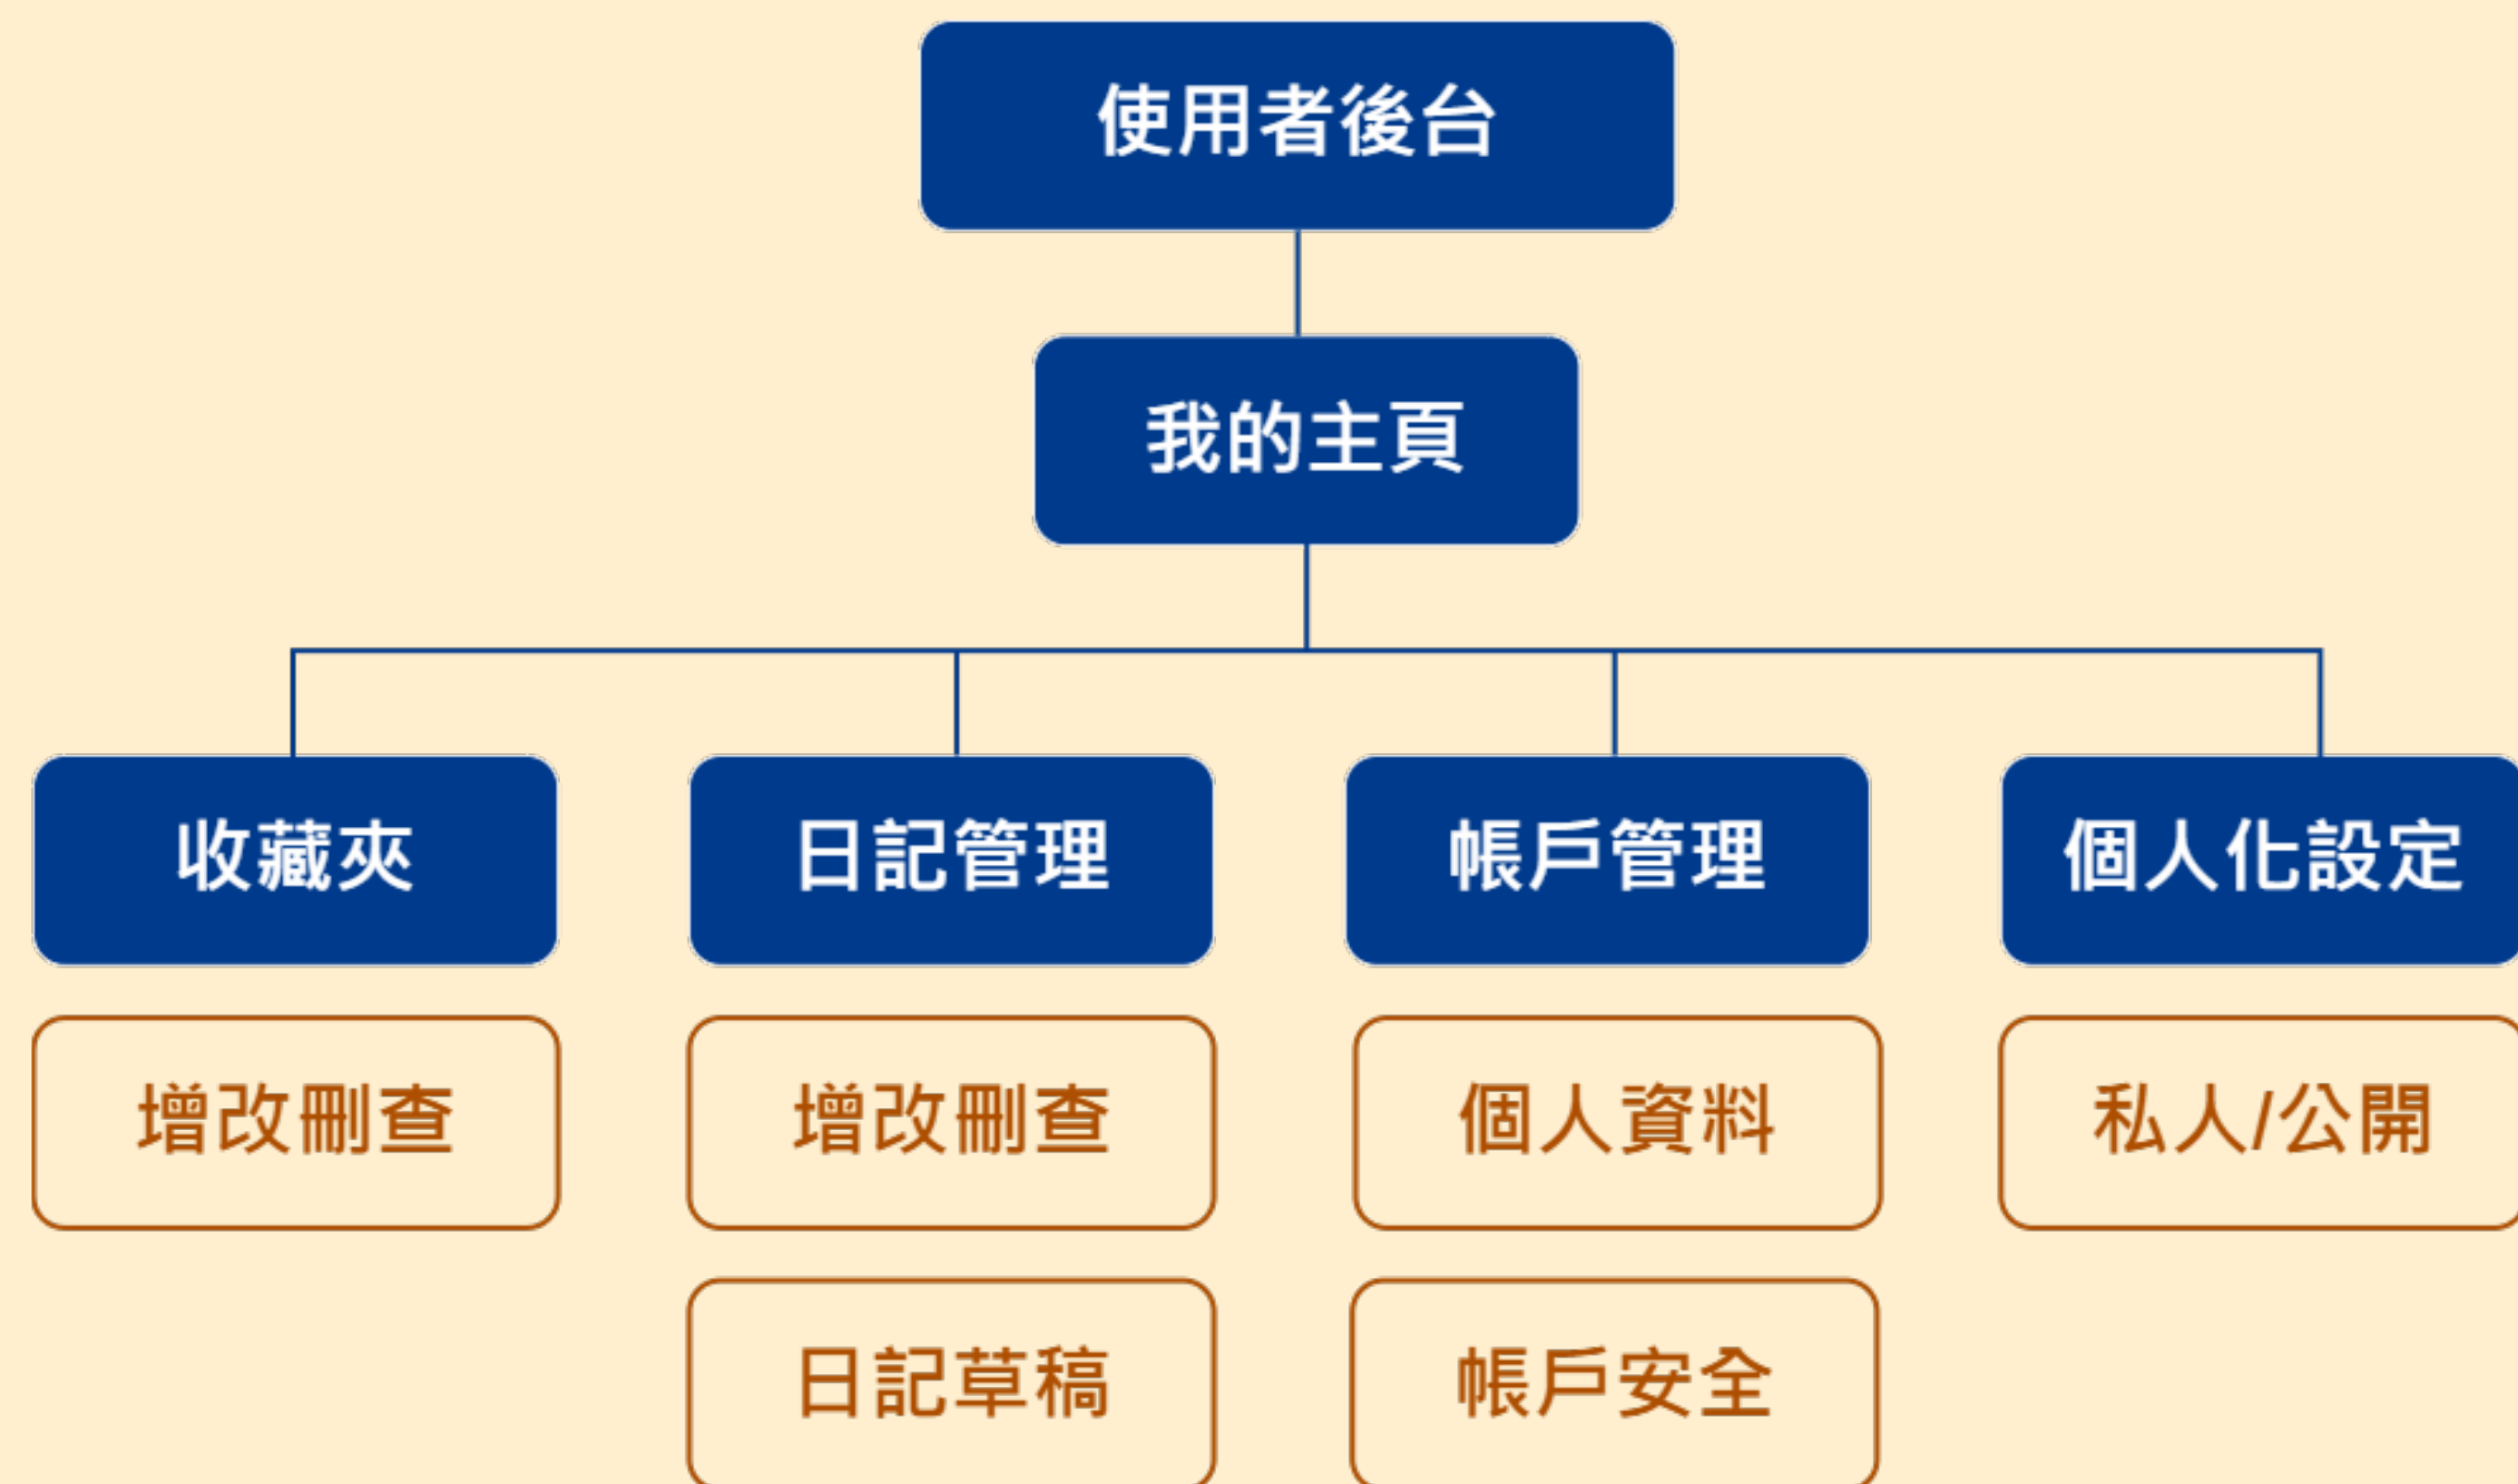 使用者後台
我的主頁
收藏夾
日記管理
帳戶管理
個人化設定
增改刪查
增改刪查
個人資料
私人/公開
日記草稿
帳戶安全